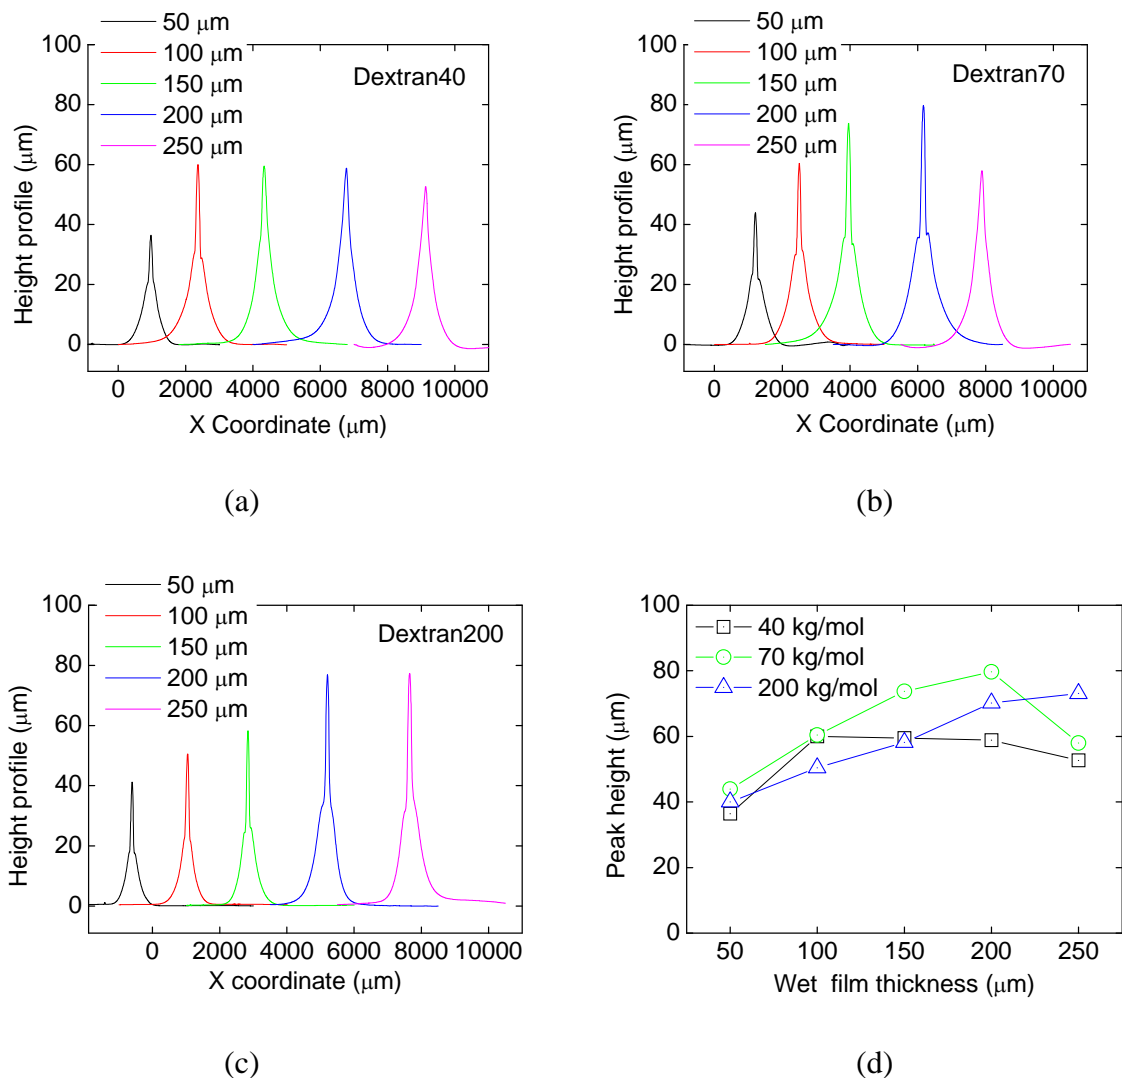 50 μm
100 μm
150 μm
200 μm
250 μm
Dextran40
100
80
60
40
20
0
Height profile (μm)
0 2000 4000 6000 8000 10000
X Coordinate (μm)
(a)
50 μm
100 μm
150 μm
200 μm
250 μm
Dextran70
100
80
60
40
20
0
Height profile (μm)
0 2000 4000 6000 8000 10000
X Coordinate (μm)
(b)
50 μm
100 μm
150 μm
200 μm
250 μm
Dextran200
100
80
60
40
20
0
Height profile (μm)
0 2000 4000 6000 8000 10000
X coordinate (μm)
(c)
40 kg/mol
70 kg/mol
200 kg/mol
100
80
60
40
20
0
Peak height (μm)
50 100 150 200 250
Wet film thickness (μm)
(d)